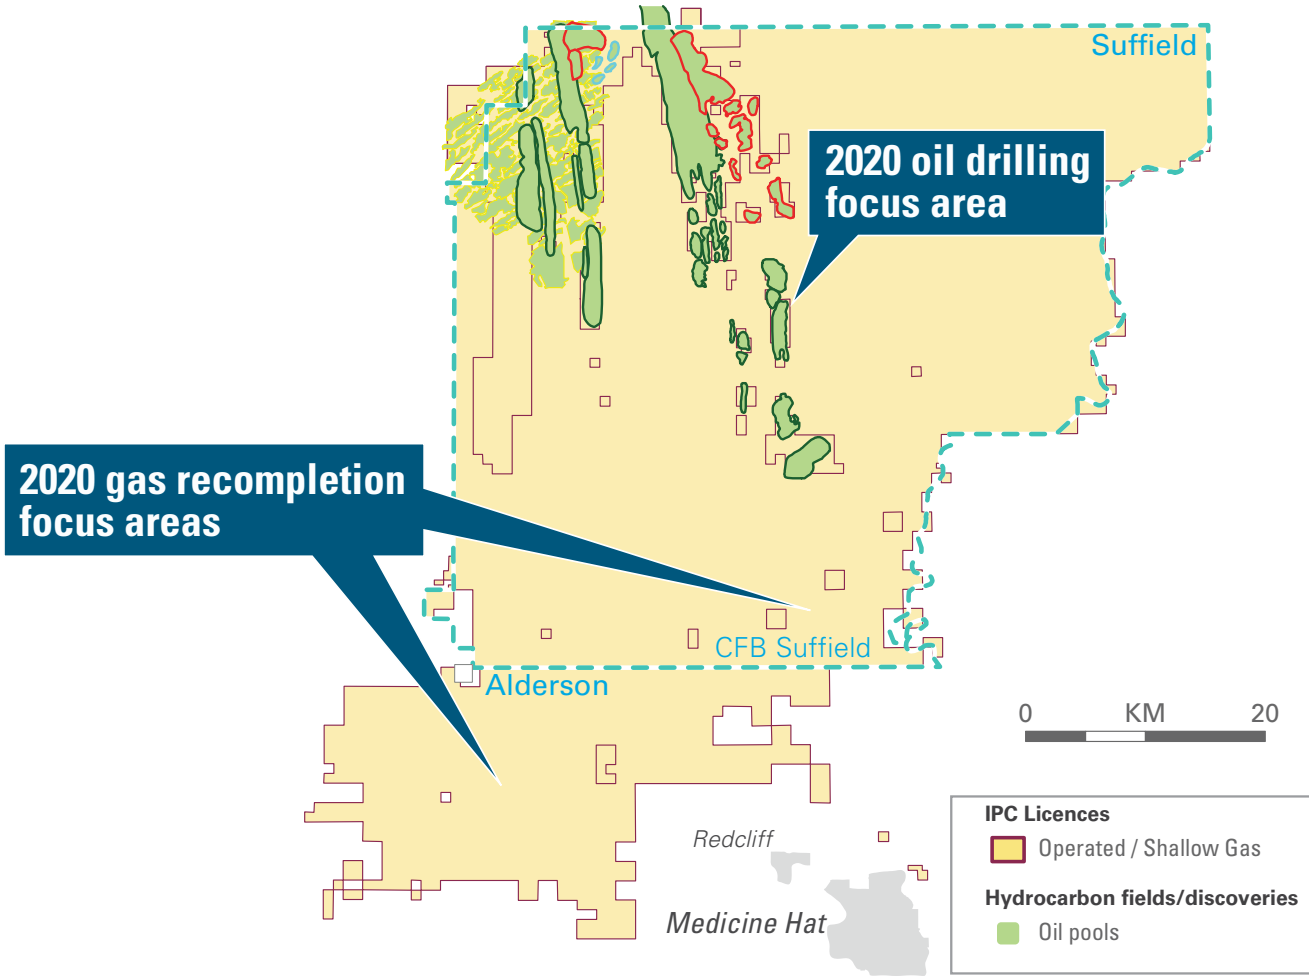 Suffield
2020 oil drilling
focus area
2020 gas recompletion
focus areas
CFB Suffield
Alderson
0 KM 20
Redcliff
Medicine Hat
IPC Licences
Operated / Shallow Gas
Hydrocarbon fields/discoveries
Oil pools